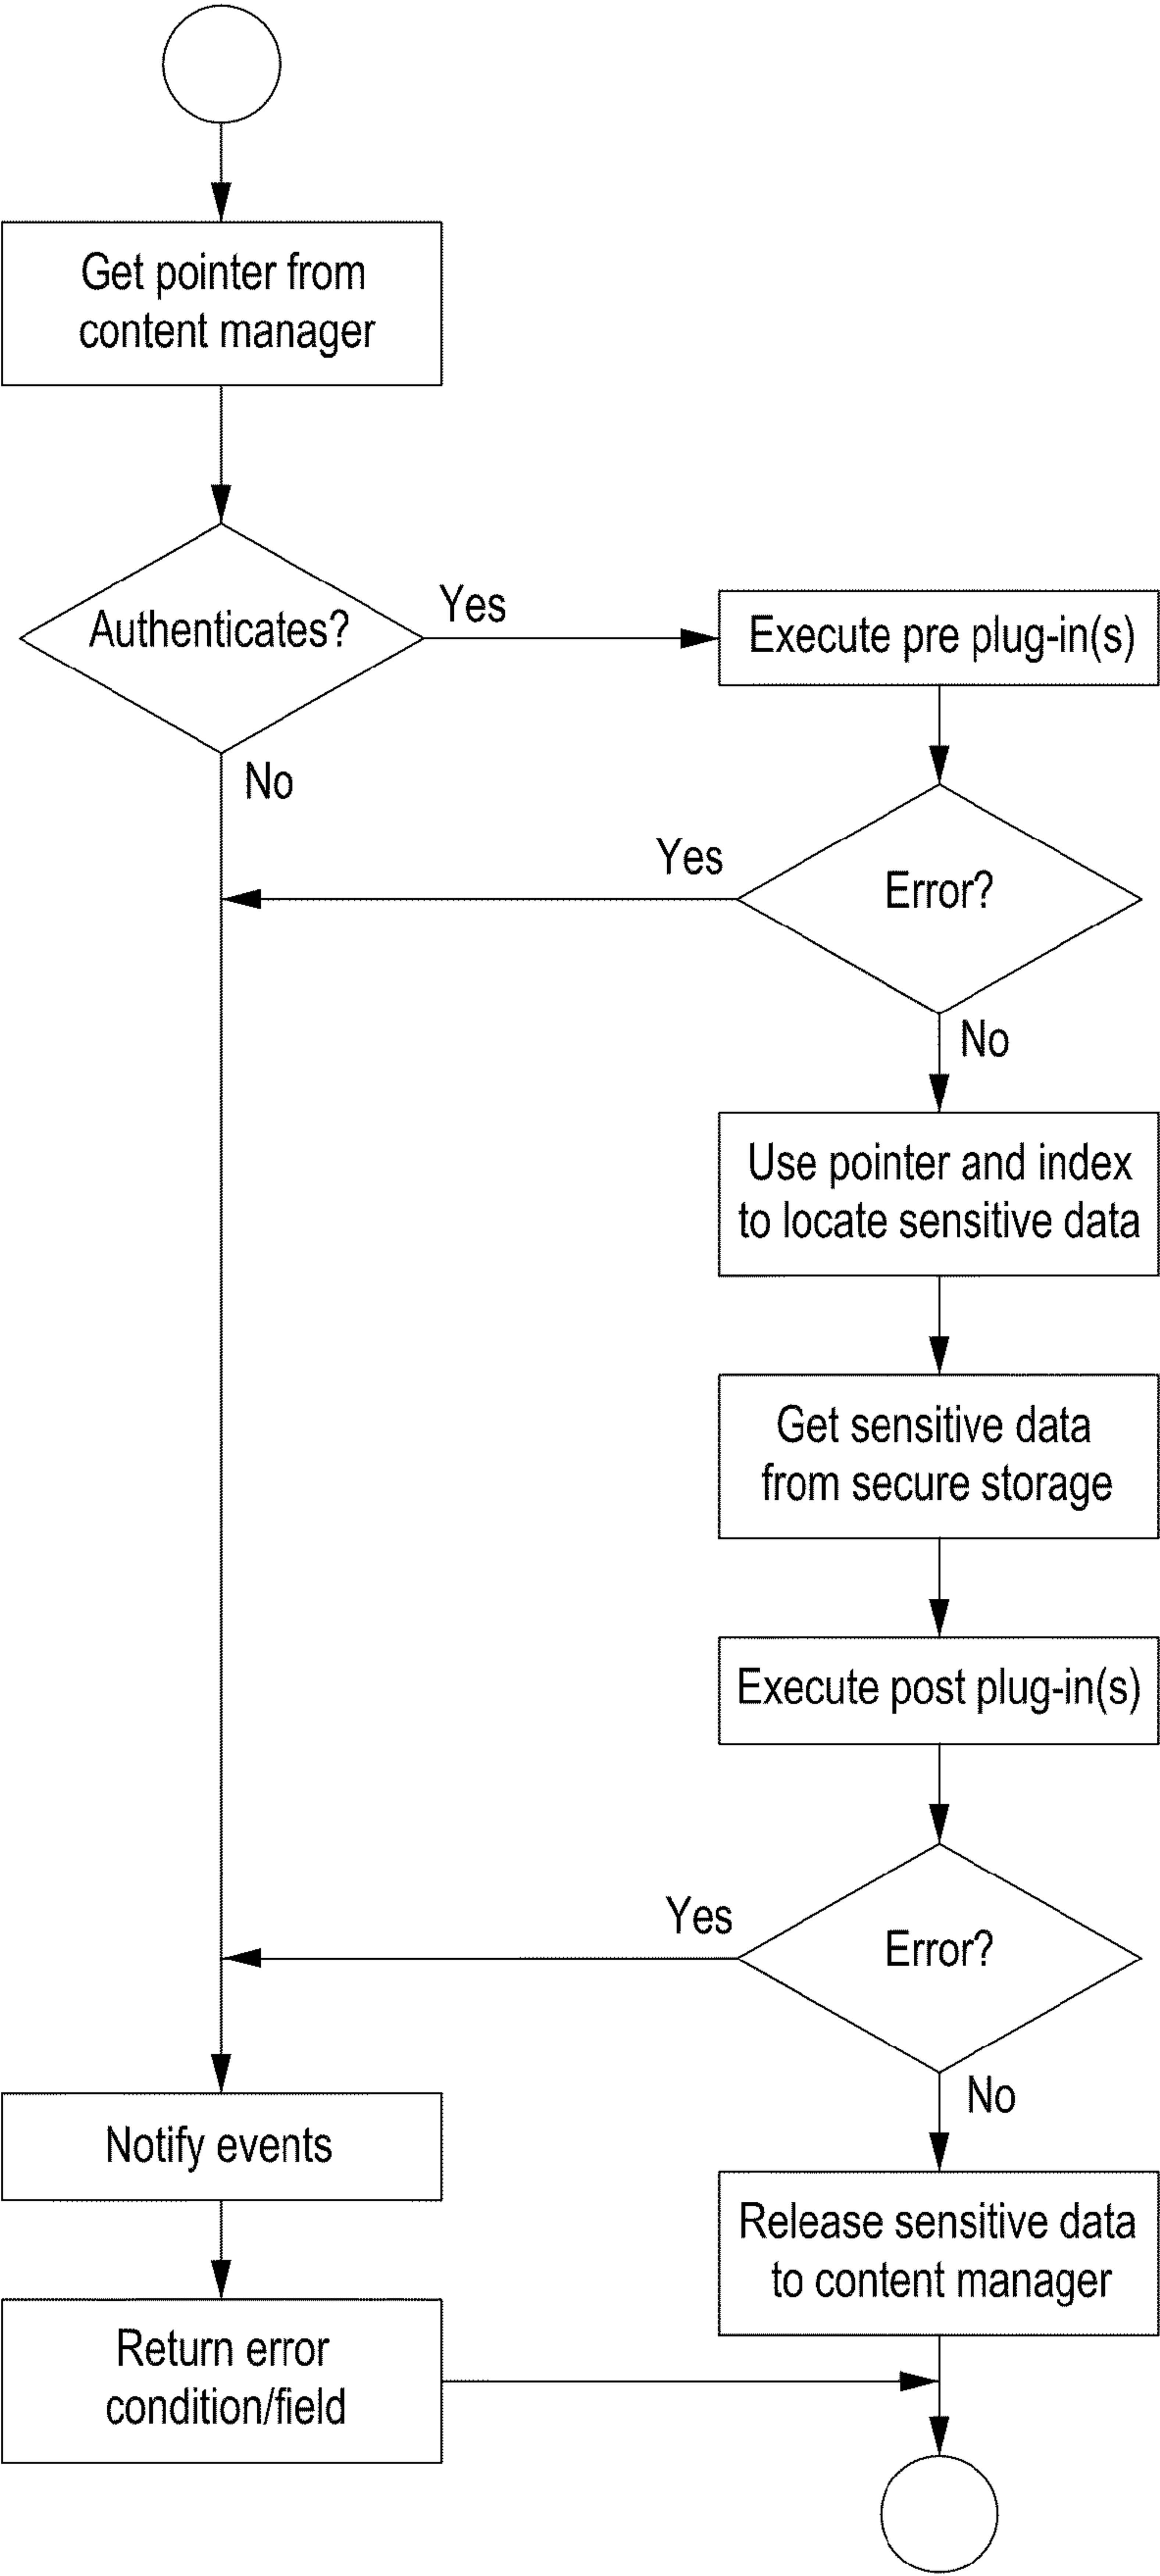 Get pointer from
content manager
Authenticates?
Yes
Execute pre plug-in(s)
No
Yes
Error?
No
Use pointer and index
to locate sensitive data
Get sensitive data
from secure storage
Execute post plug-in(s)
Yes
Error?
No
Notify events
Release sensitive data
to content manager
Return error
condition/field